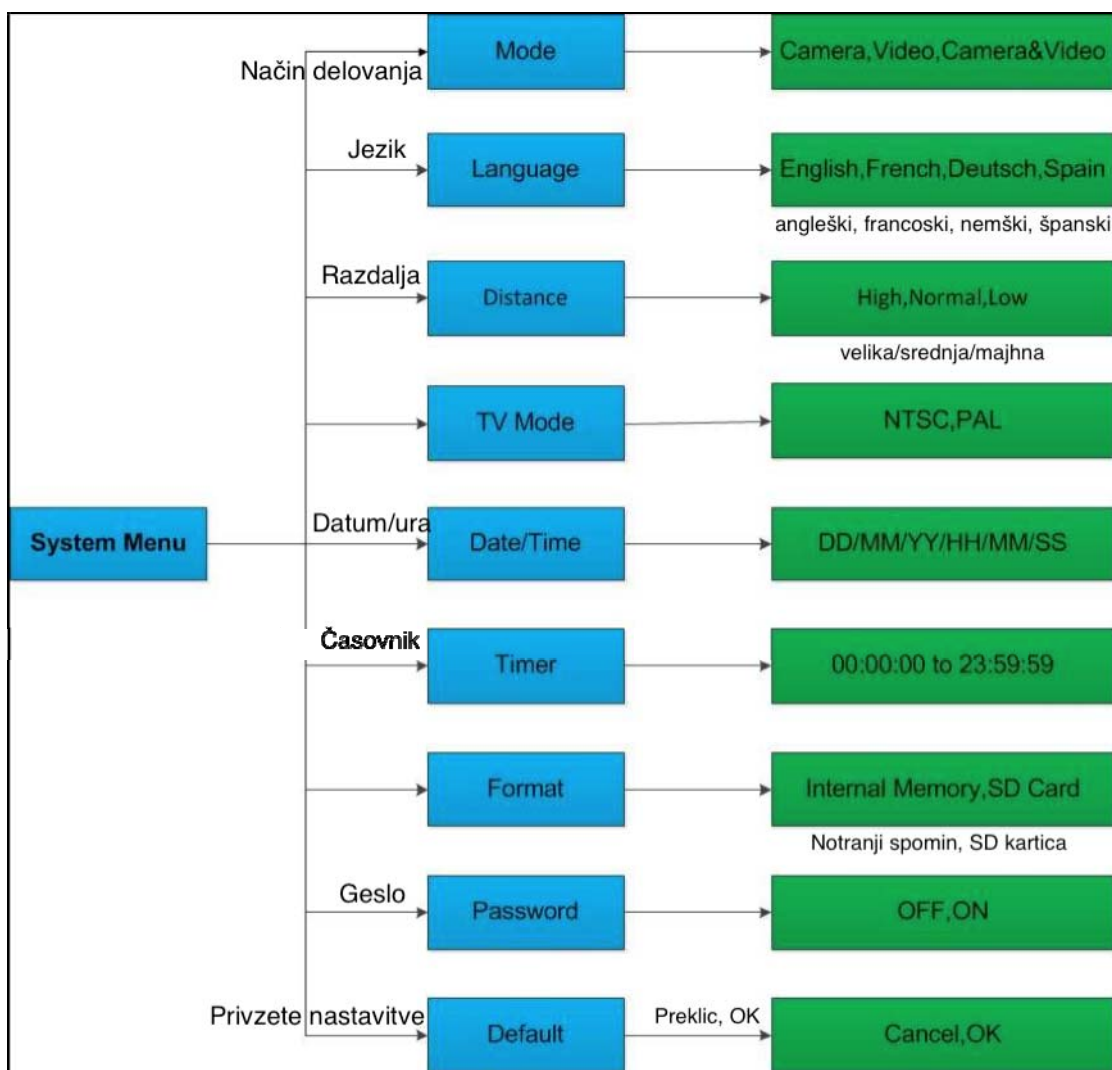 Način delovanja
Mode
Camera,Video,Camera&Video
Jezik
Language
English,French,Deutsch,Spain
angleški, francoski, nemški, španski
Razdalja
Distance
High,Normal,Low
velika/srednja/majhna
TV Mode
NTSC,PAL
System Menu
Datum/ura
Date/Time
DD/MM/YY/HH/MM/SS
Časovnik
Timer
00:00:00 to 23:59:59
Format
Internal Memory,SD Card
Notranji spomin, SD kartica
Geslo
Password
OFF,ON
Privzete nastavitve
Default
Preklic, OK
Cancel,OK